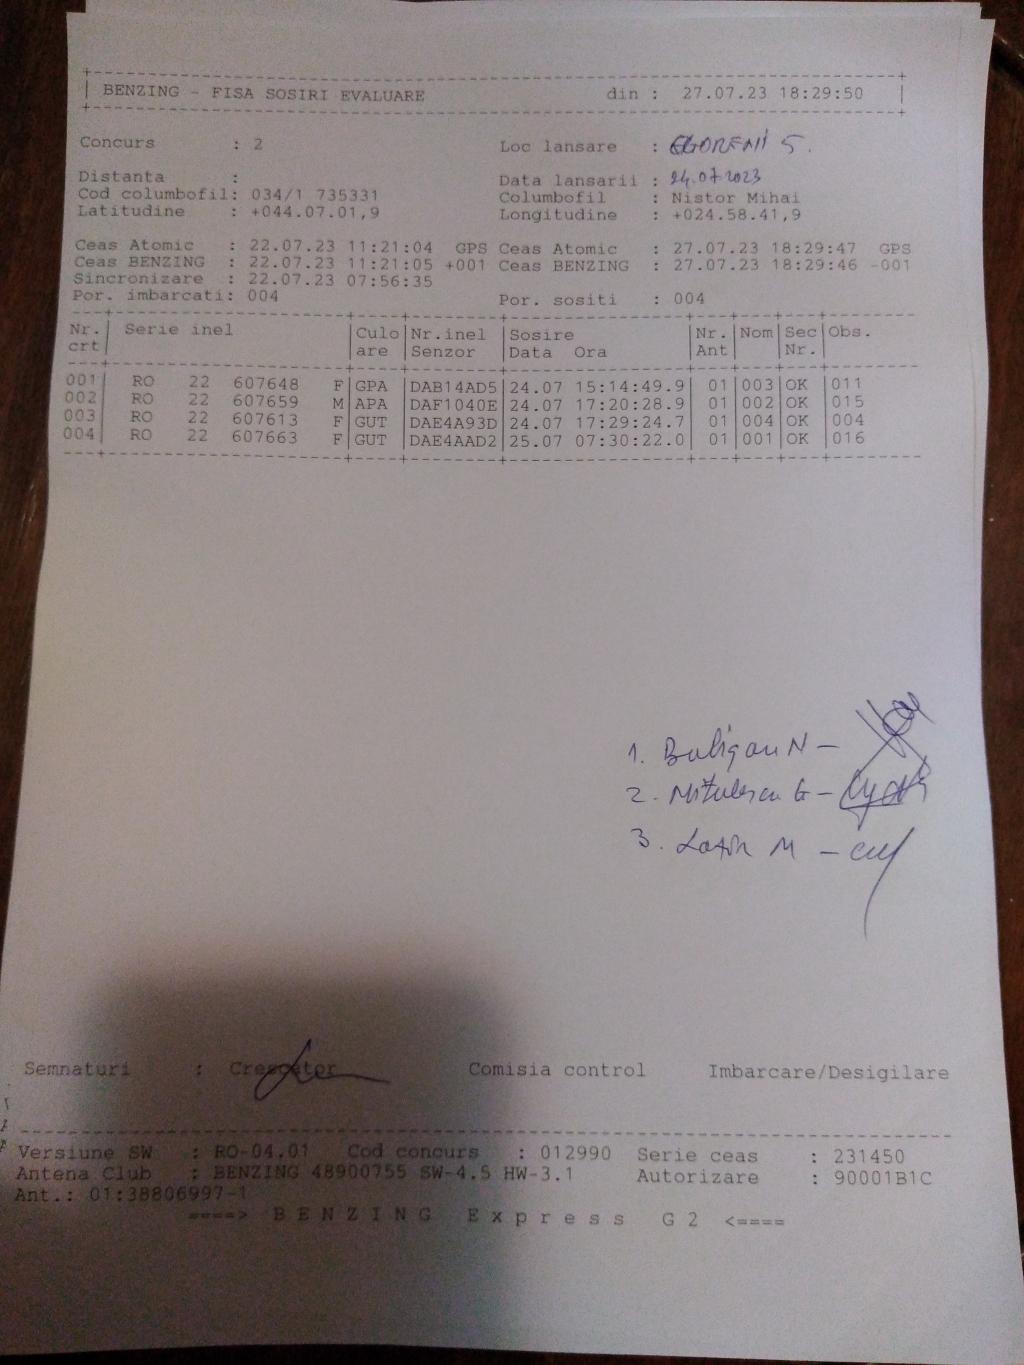 BENZING - FISA SOSIRI EVALUARE din : 27.07.23 18:29:50
Concurs : 2 Loc lansare : 5.
Distanta : Data lansarii : 24.07.2023
Cod columbofil: 034/1 735331 Columbofil : Nistor Mihai
Latitudine : +044.07.01,9 Longitudine : +024.58.41,9
Ceas Atomic : 22.07.23 11:21:04 GPS Ceas Atomic : 27.07.23 18:29:47 GPS
Ceas BENZING : 22.07.23 11:21:05 +001 Ceas BENZING : 27.07.23 18:29:46 -001
Sincronizare : 22.07.23 07:56:35
Por. imbarcati: 004 Por. sositi : 004
Nr. Serie inel Culo Nr.inel Sosire Nr. Nom Sec Obs.
crt are Senzor Data Ora Ant Nr.
001 RO 22 607648 F GPA DAB14AD5 24.07 15:14:49.9 01 003 OK 011
002 RO 22 607659 M APA DAF1040E 24.07 17:20:28.9 01 002 OK 015
003 RO 22 607613 F GUT DAE4A93D 24.07 17:29:24.7 01 004 OK 004
004 RO 22 607663 F GUT DAE4AAD2 25.07 07:30:22.0 01 001 OK 016
1. Buligan N -
2. Mitulescu G -
3. M -
Semnaturi : Crescator Comisia control Imbarcare/Desigilare
Versiune SW : RO-04.01 Cod concurs : 012990 Serie ceas : 231450
Antena Club : BENZING 48900755 SW-4.5 HW-3.1 Autorizare : 90001B1C
Ant.: 01:38806997-1
====> B E N Z I N G E x p r e s s G 2 <====